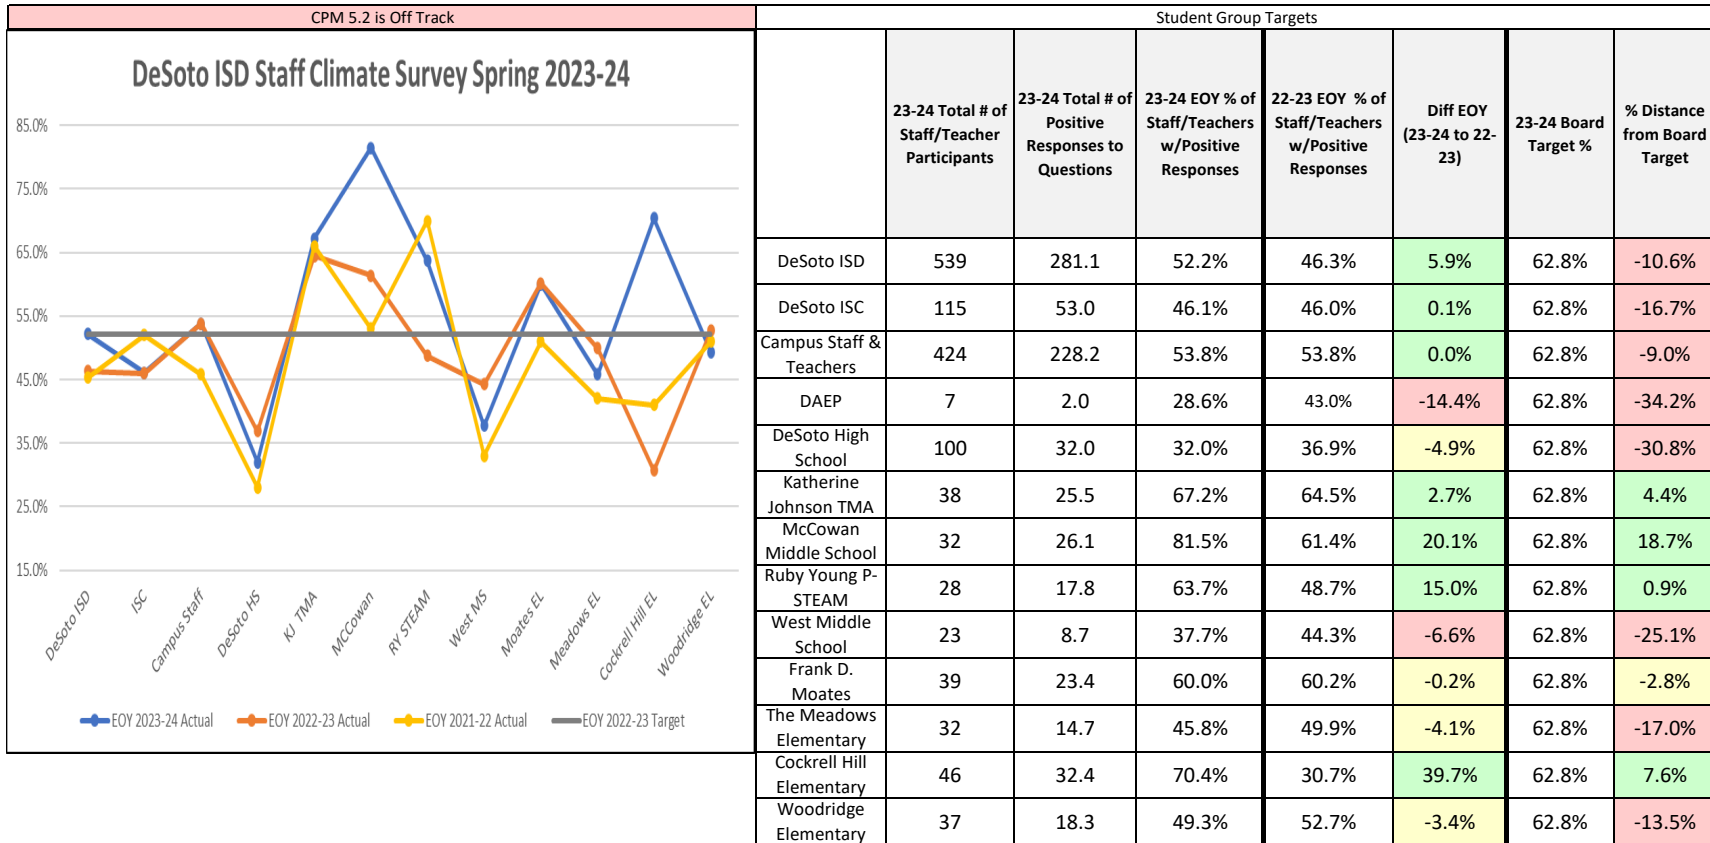 CPM 5.2 is Off Track
Student Group Targets
DeSoto ISD Staff Climate Survey Spring 2023-24
85.0%
75.0%
65.0%
55.0%
45.0%
35.0%
25.0%
15.0%
DeSoto ISD
ISC
Campus Staff
DeSoto HS
KJ TMA
MCCowan
RY STEAM
West MS
Moates EL
Meadows EL
Cockrell Hill EL
Woodridge EL
EOY 2023-24 Actual
EOY 2022-23 Actual
EOY 2021-22 Actual
EOY 2022-23 Target
23-24 Total # of
Staff/Teacher
Participants
23-24 Total # of
Positive
Responses to
Questions
23-24 EOY % of
Staff/Teachers
w/Positive
Responses
22-23 EOY % of
Staff/Teachers
w/Positive
Responses
Diff EOY
(23-24 to 22-
23)
23-24 Board
Target %
% Distance
from Board
Target
DeSoto ISD
539
281.1
52.2%
46.3%
5.9%
62.8%
-10.6%
DeSoto ISC
115
53.0
46.1%
46.0%
0.1%
62.8%
-16.7%
Campus Staff &
Teachers
424
228.2
53.8%
53.8%
0.0%
62.8%
-9.0%
DAEP
7
2.0
28.6%
43.0%
-14.4%
62.8%
-34.2%
DeSoto High
School
100
32.0
32.0%
36.9%
-4.9%
62.8%
-30.8%
Katherine
Johnson TMA
38
25.5
67.2%
64.5%
2.7%
62.8%
4.4%
McCowan
Middle School
32
26.1
81.5%
61.4%
20.1%
62.8%
18.7%
Ruby Young P-
STEAM
28
17.8
63.7%
48.7%
15.0%
62.8%
0.9%
West Middle
School
23
8.7
37.7%
44.3%
-6.6%
62.8%
-25.1%
Frank D.
Moates
39
23.4
60.0%
60.2%
-0.2%
62.8%
-2.8%
The Meadows
Elementary
32
14.7
45.8%
49.9%
-4.1%
62.8%
-17.0%
Cockrell Hill
Elementary
46
32.4
70.4%
30.7%
39.7%
62.8%
7.6%
Woodridge
Elementary
37
18.3
49.3%
52.7%
-3.4%
62.8%
-13.5%